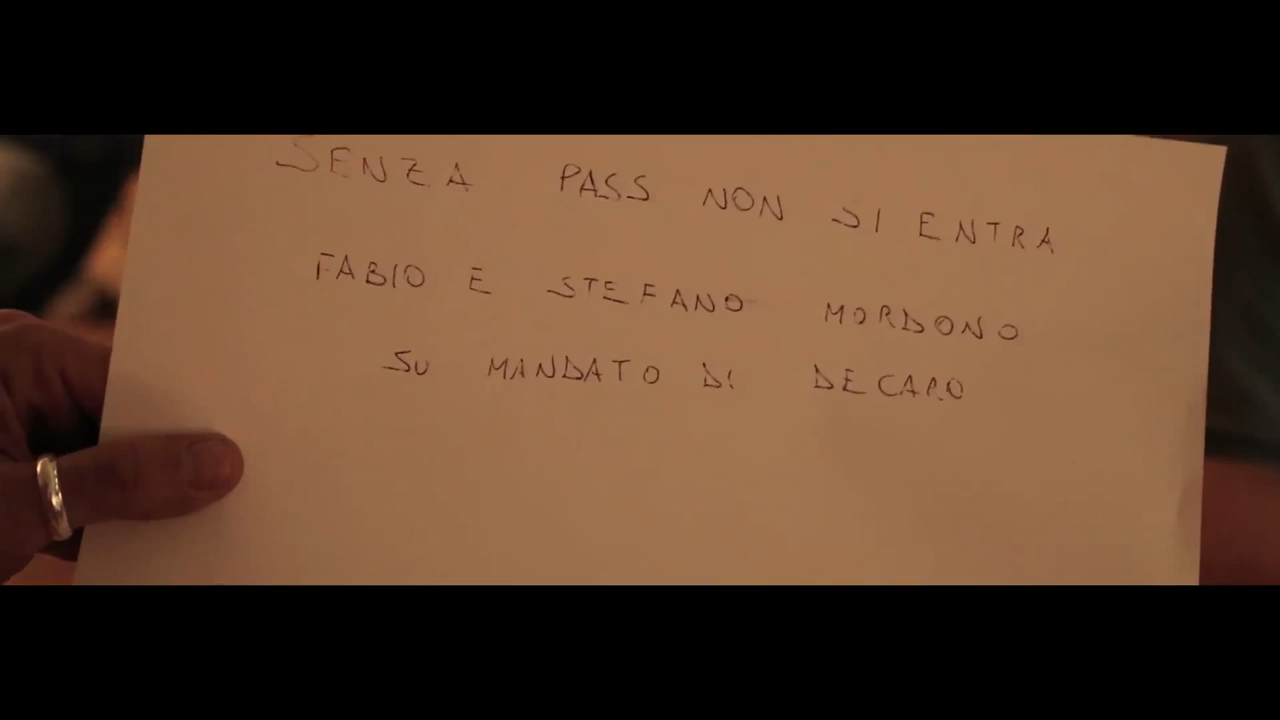 SENZA PASS NON SI ENTRA
FABIO E STEFANO MORDONO
SU MANDATO DI DECARO